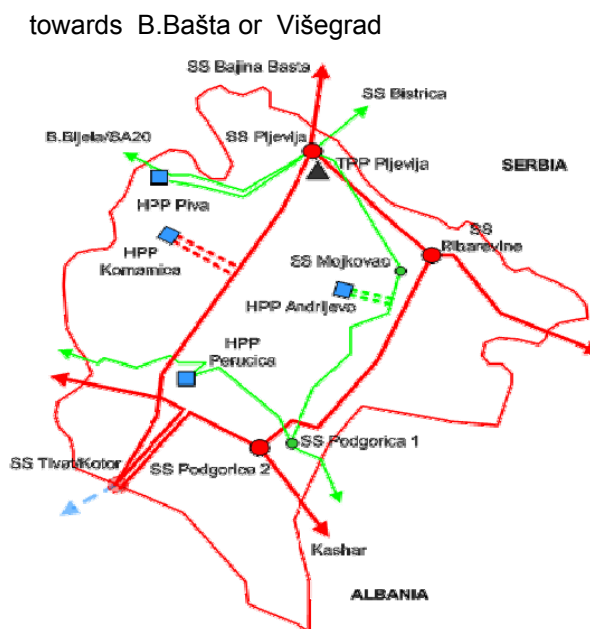 towards B.Bašta or Višegrad
SS Bajina Basta
SS Bistrica
SS Pljevlja
B.Bijela/SA20
TPP Pljevlja
SERBIA
HPP Piva
SS
Ribarevine
HPP
Komarnica
SS Mojkovac
HPP Andrijevo
HPP
Perucica
SS Podgorica 1
SS Tivat/Kotor
SS Podgorica 2
Kashar
ALBANIA